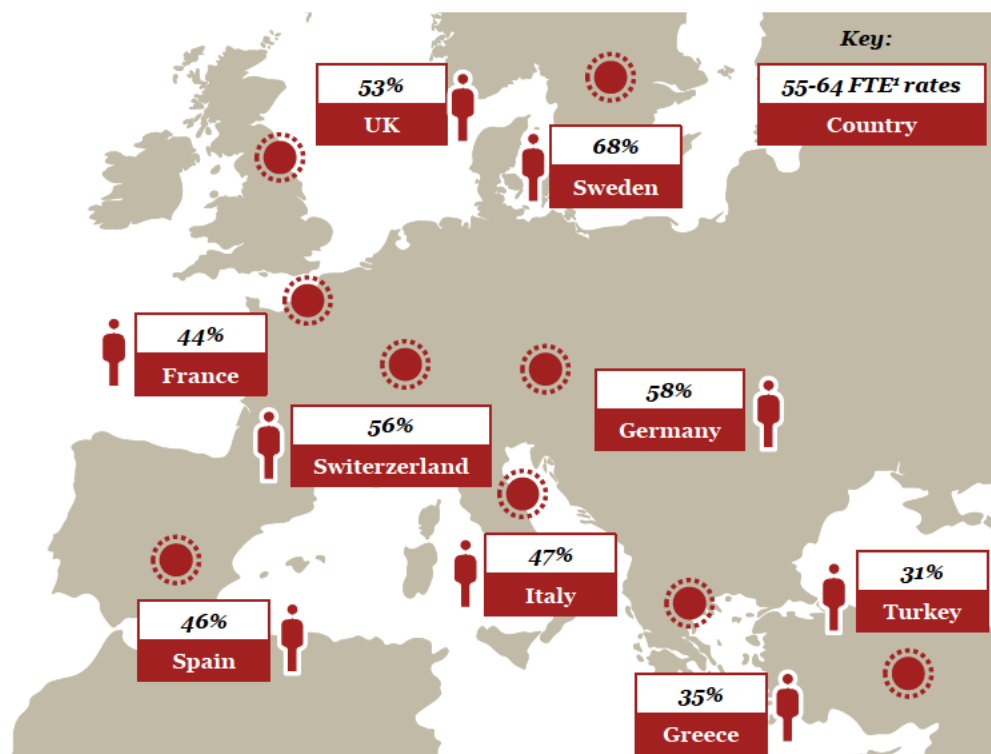 Key:
55-64 FTE¹ rates
Country
53%
UK
68%
Sweden
44%
France
56%
Switerzerland
58%
Germany
47%
Italy
31%
Turkey
46%
Spain
35%
Greece